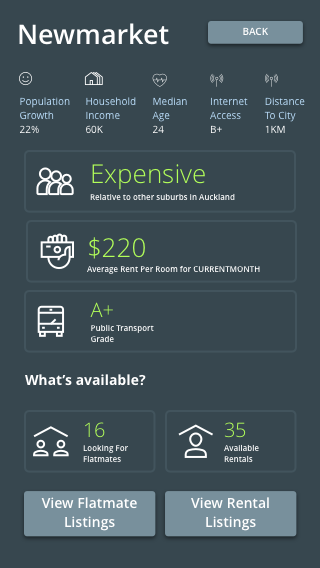 Newmarket
BACK
Population Growth 22%
Household Income 60K
Median Age 24
Internet Access B+
Distance To City 1KM
Expensive
Relative to other suburbs in Auckland
$220
Average Rent Per Room for CURRENTMONTH
A+
Public Transport
Grade
What's available?
16
Looking For
Flatmates
35
Available
Rentals
View Flatmate
Listings
View Rental
Listings